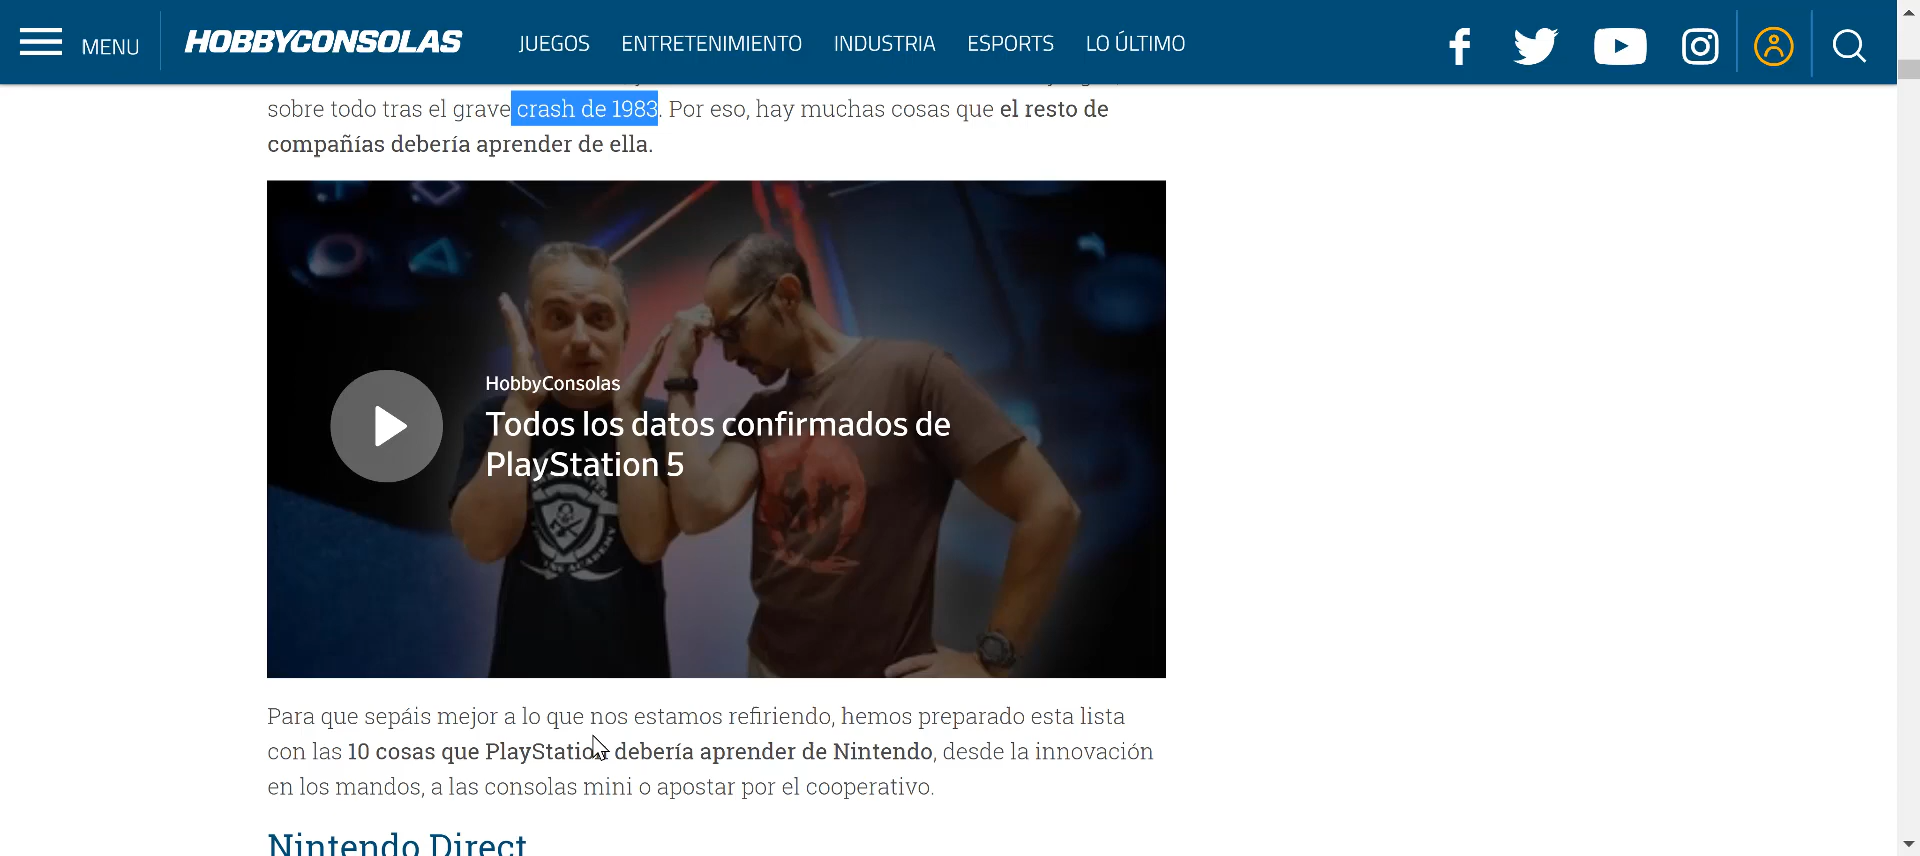 MENU
HOBBYCONSOLAS
JUEGOS
ENTRETENIMIENTO
INDUSTRIA
ESPORTS
LO ÚLTIMO
sobre todo tras el grave crash de 1983. Por eso, hay muchas cosas que el resto de
compañías debería aprender de ella.
HobbyConsolas
Todos los datos confirmados de
PlayStation 5
Para que sepáis mejor a lo que nos estamos refiriendo, hemos preparado esta lista
con las 10 cosas que PlayStation debería aprender de Nintendo, desde la innovación
en los mandos, a las consolas mini o apostar por el cooperativo.
Nintendo Direct